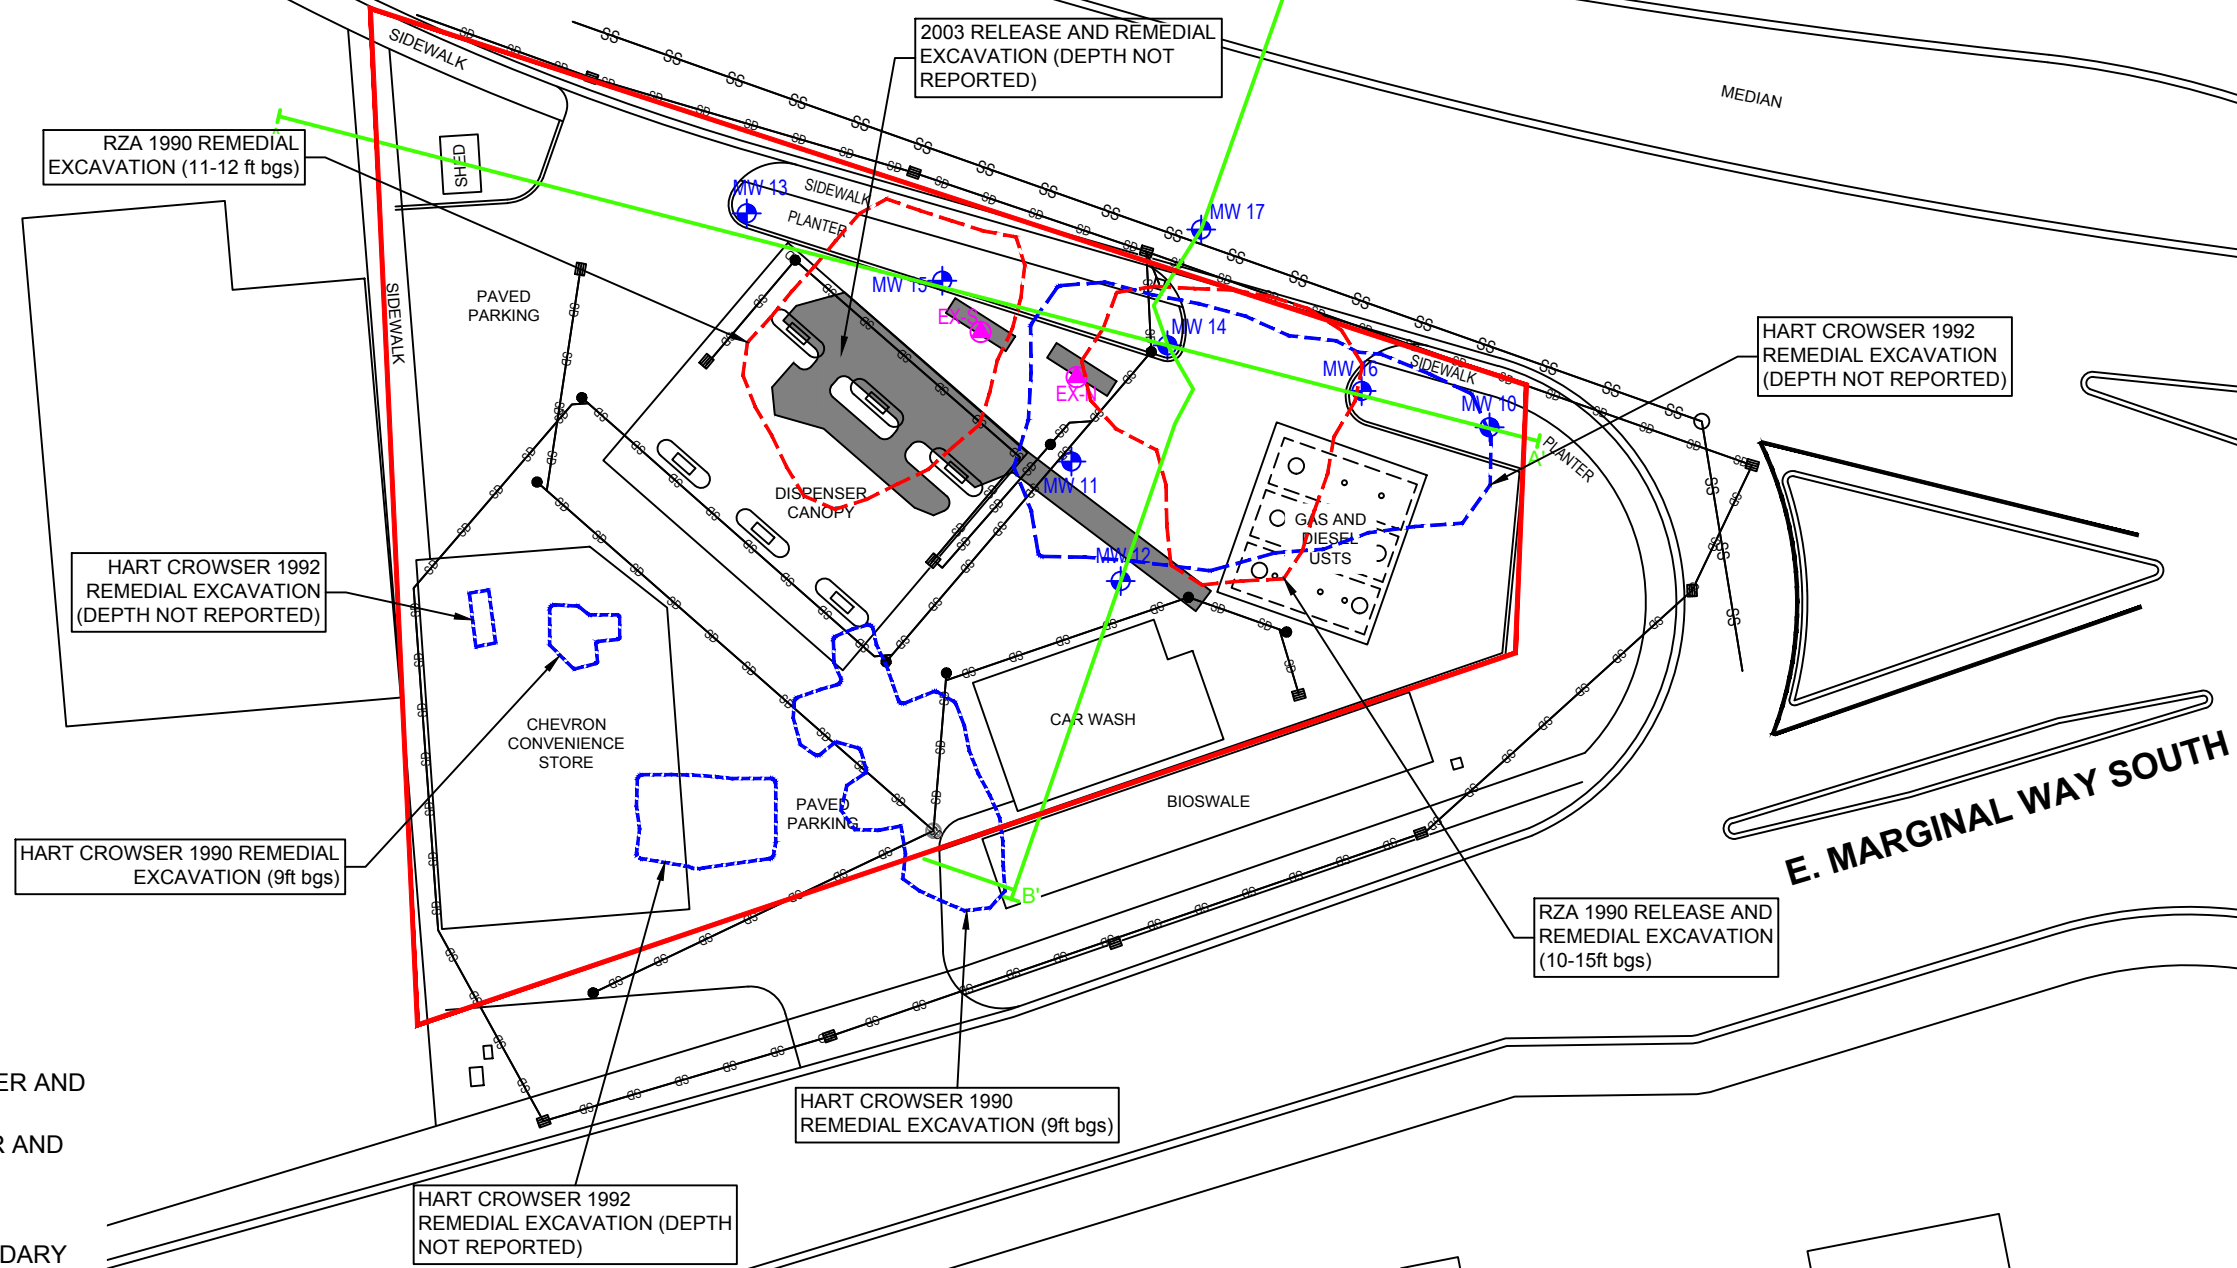 2003 RELEASE AND REMEDIAL
EXCAVATION (DEPTH NOT
REPORTED)
SIDEWALK
MEDIAN
RZA 1990 REMEDIAL
EXCAVATION (11-12 ft bgs)
SHED
MW 13
SIDEWALK
PLANTER
MW 17
SIDEWALK
PAVED
PARKING
MW 15
EX-S
MW 14
EX-N
MW 16
SIDEWALK
MW 10
HART CROWSER 1992
REMEDIAL EXCAVATION
(DEPTH NOT REPORTED)
A'
PLANTER
MW 11
DISPENSER
CANOPY
GAS AND
DIESEL
USTS
MW 12
HART CROWSER 1992
REMEDIAL EXCAVATION
(DEPTH NOT REPORTED)
CHEVRON
CONVENIENCE
STORE
CAR WASH
PAVED
PARKING
BIOSWALE
E. MARGINAL WAY SOUTH
HART CROWSER 1990 REMEDIAL
EXCAVATION (9ft bgs)
B'
RZA 1990 RELEASE AND
REMEDIAL EXCAVATION
(10-15ft bgs)
ER AND
HART CROWSER 1990
REMEDIAL EXCAVATION (9ft bgs)
R AND
HART CROWSER 1992
REMEDIAL EXCAVATION (DEPTH
NOT REPORTED)
DARY